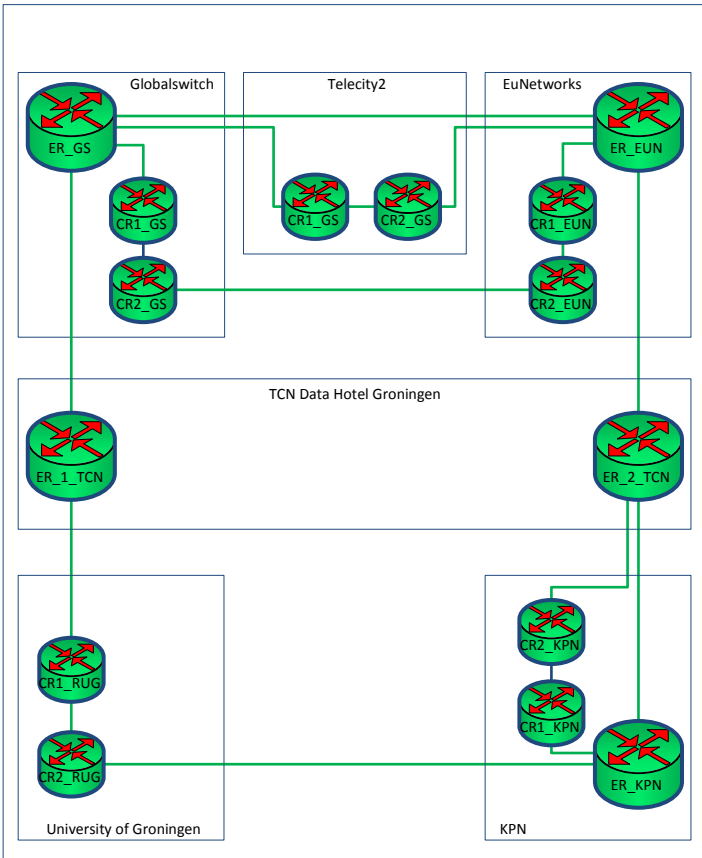 Globalswitch
Telecity2
EuNetworks
ER_GS
ER_EUN
CR1_GS
CR1_GS
CR2_GS
CR1_EUN
CR2_GS
CR2_EUN
TCN Data Hotel Groningen
ER_1_TCN
ER_2_TCN
CR2_KPN
CR1_RUG
CR1_KPN
CR2_RUG
ER_KPN
University of Groningen
KPN